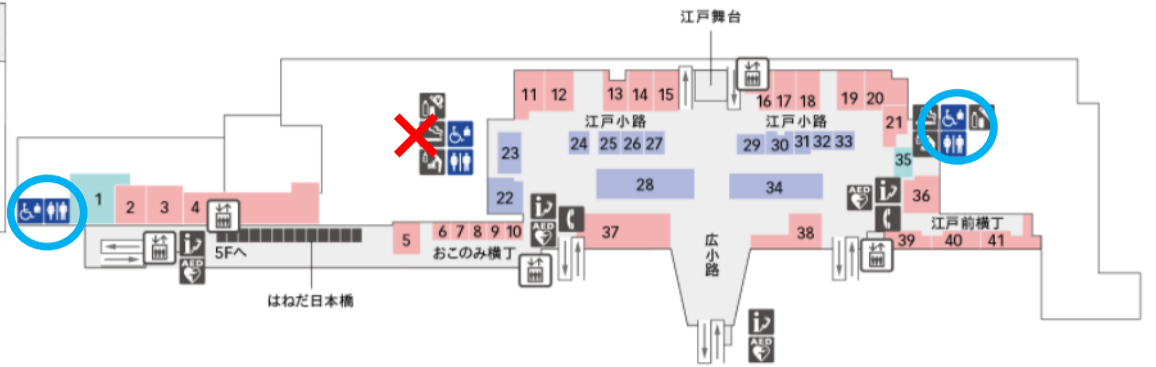 江戸舞台
11 12 13 14 15 16 17 18 19 20
江戸小路 江戸小路
21
23 24 25 26 27 29 30 31 32 33
35
22 28 34 36
1 2 3 4
AED
AED
江戸前横丁
5 6 7 8 9 10 37 38 39 40 41
5Fへ
おこのみ横丁
広小路
AED
はねだ日本橋
AED